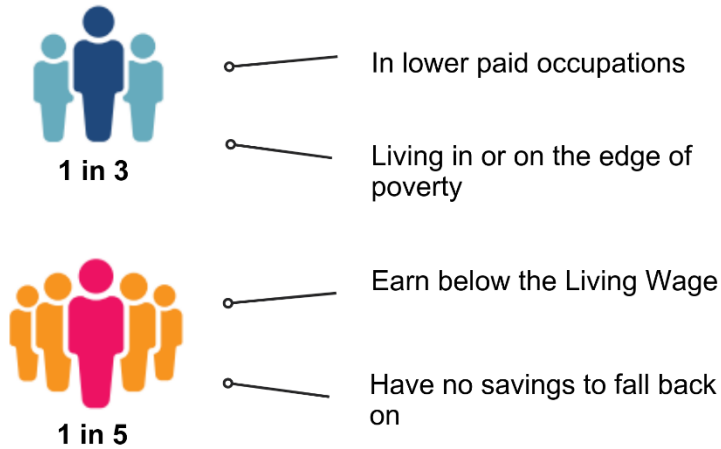 In lower paid occupations
1 in 3
Living in or on the edge of
poverty
Earn below the Living Wage
Have no savings to fall back
on
1 in 5